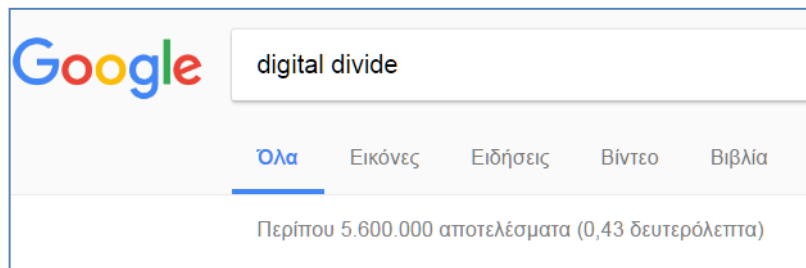 Google
digital divide
Όλα Εικόνες Ειδήσεις Βίντεο Βιβλία
Περίπου 5.600.000 αποτελέσματα (0,43 δευτερόλεπτα)